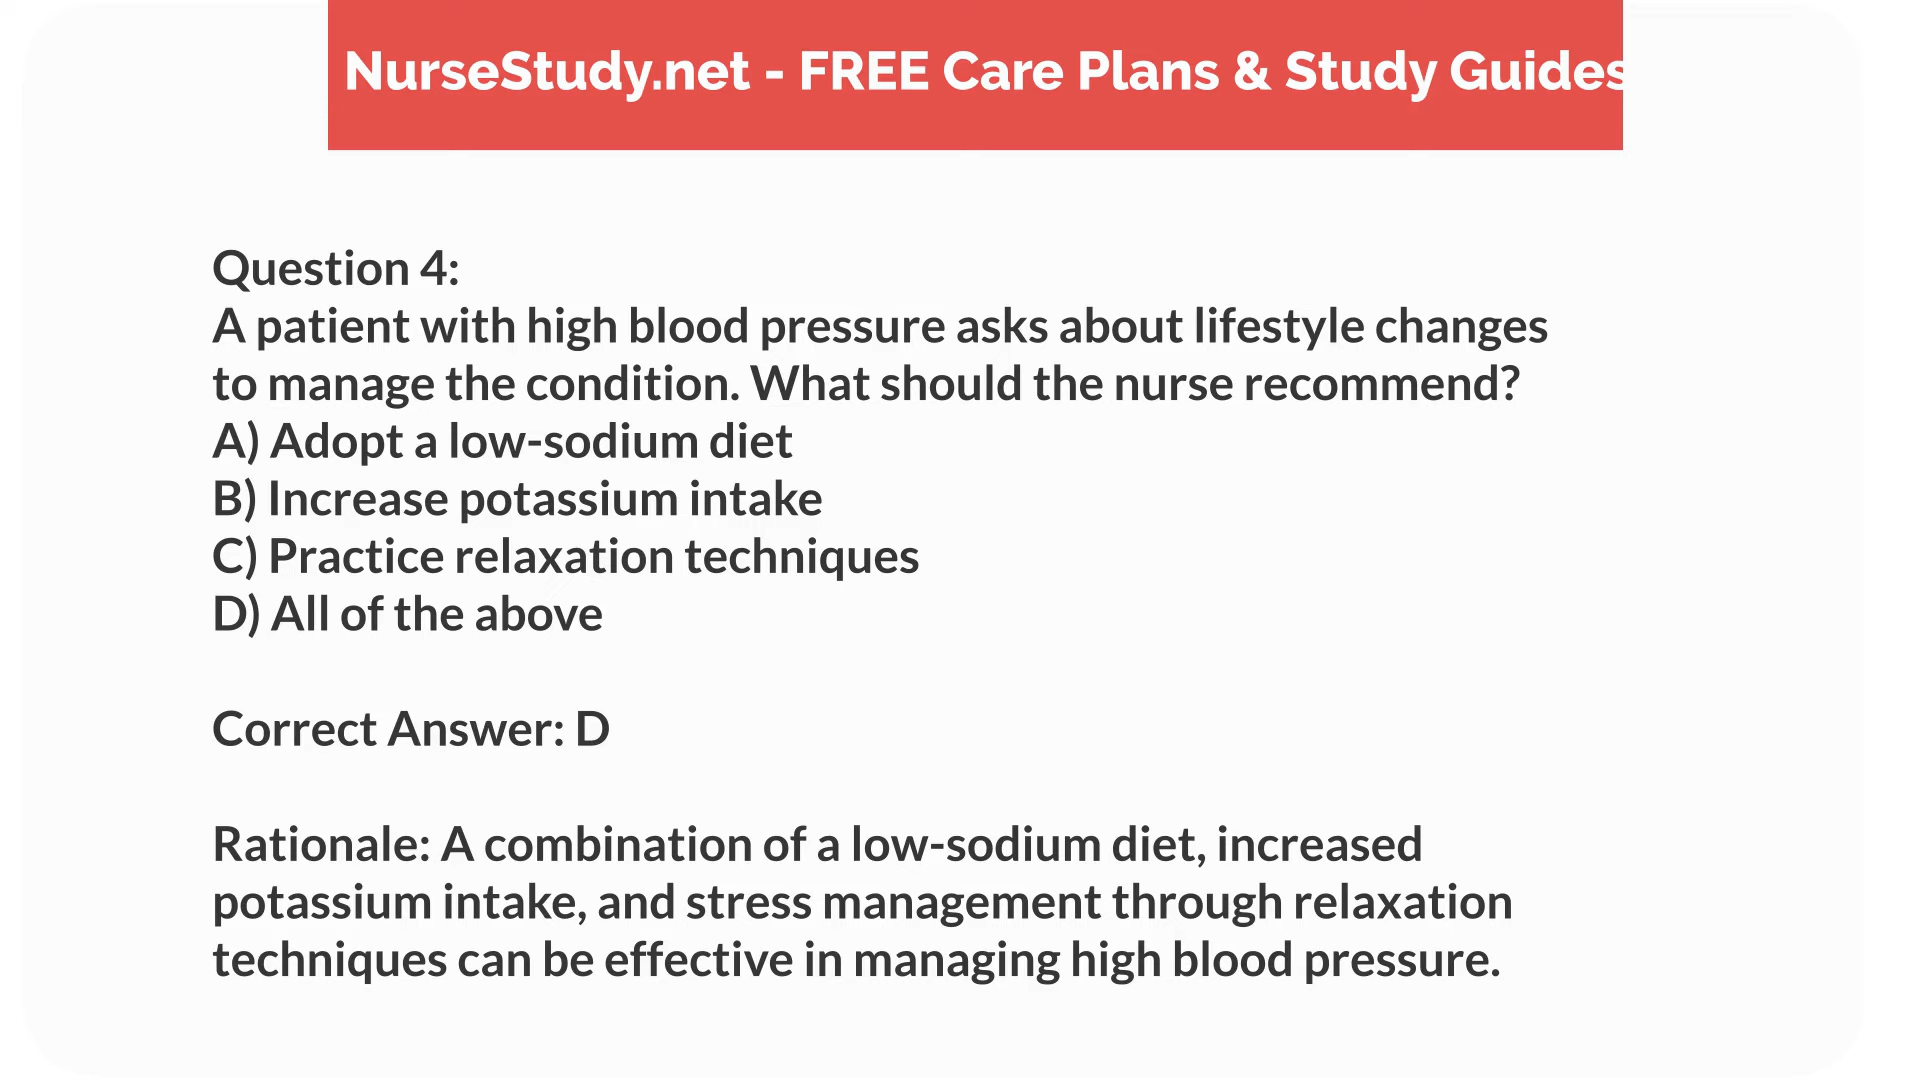 NurseStudy.net - FREE Care Plans & Study Guides
Question 4:
A patient with high blood pressure asks about lifestyle changes
to manage the condition. What should the nurse recommend?
A) Adopt a low-sodium diet
B) Increase potassium intake
C) Practice relaxation techniques
D) All of the above
Correct Answer: D
Rationale: A combination of a low-sodium diet, increased
potassium intake, and stress management through relaxation
techniques can be effective in managing high blood pressure.